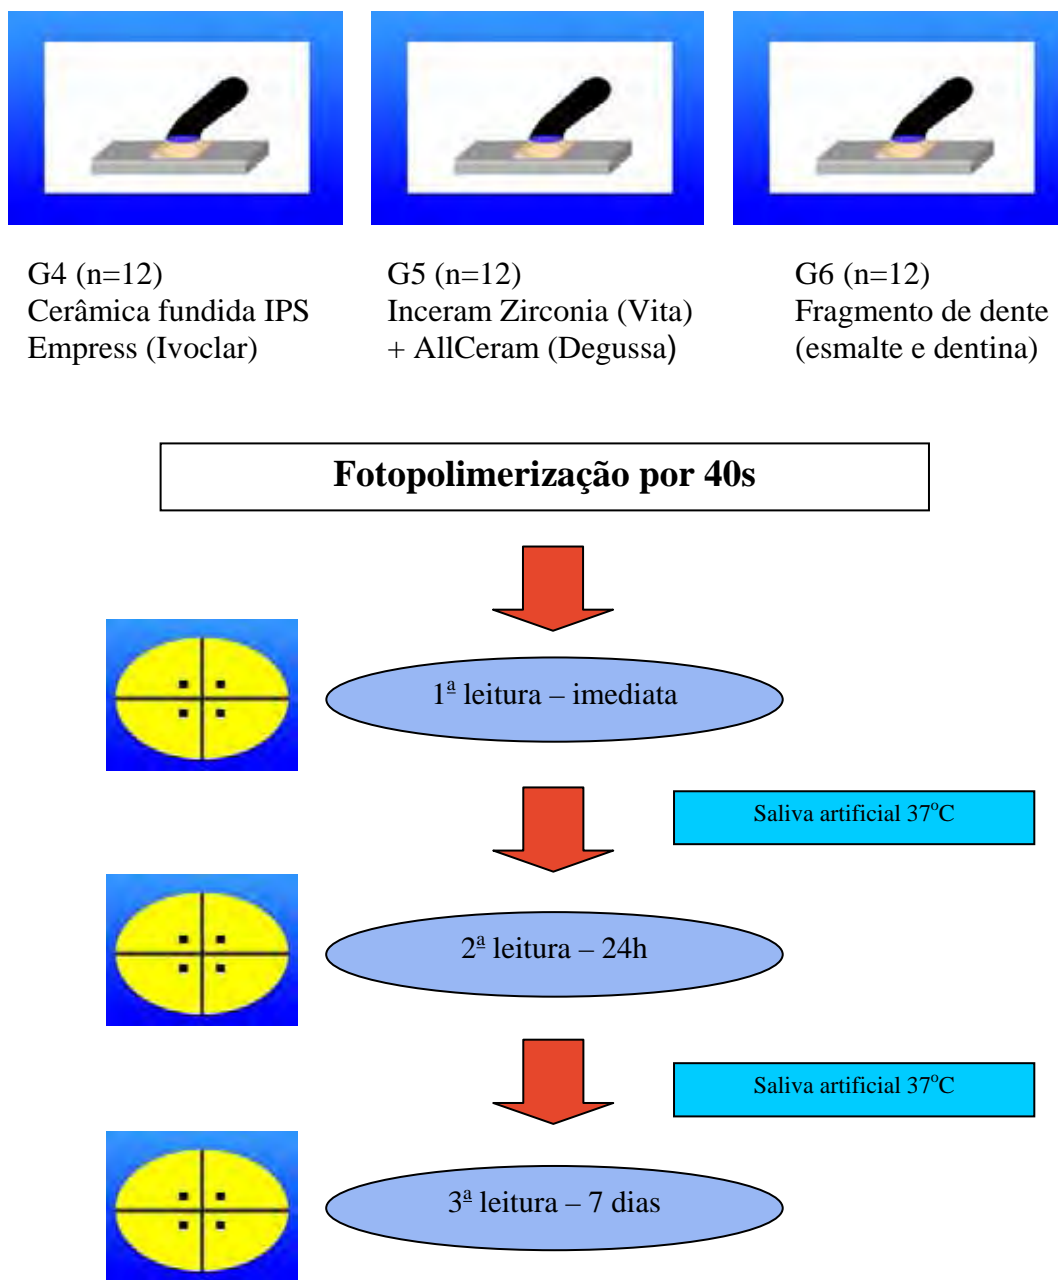 G4 (n=12)
Cerâmica fundida IPS
Empress (Ivoclar)
G5 (n=12)
Inceram Zirconia (Vita)
+ AllCeram (Degussa)
G6 (n=12)
Fragmento de dente
(esmalte e dentina)
Fotopolimerização por 40s
1ª leitura – imediata
Saliva artificial 37ºC
2ª leitura – 24h
Saliva artificial 37ºC
3ª leitura – 7 dias